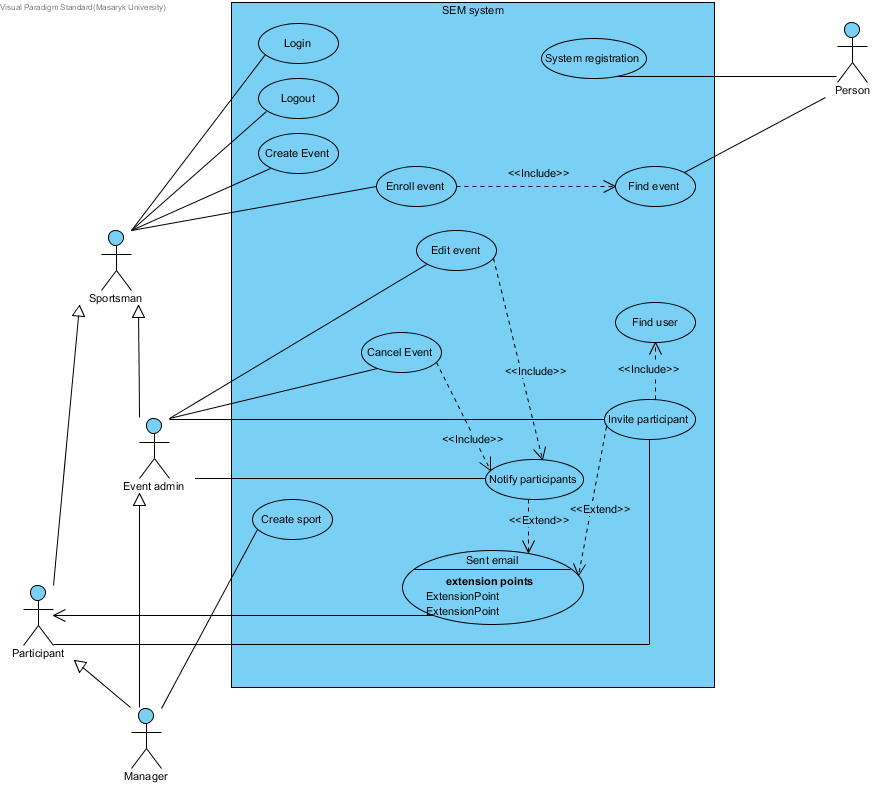 Visual Paradigm Standard(Masaryk University)
SEM system
Login
System registration
Person
Logout
Create Event
Enroll event
<<Include>>
Find event
Edit event
Sportsman
Find user
Cancel Event
<<Include>>
<<Include>>
Invite participant
<<Include>>
Event admin
Notify participants
Create sport
<<Extend>>
<<Extend>>
Sent email
extension points
ExtensionPoint
ExtensionPoint
Participant
Manager